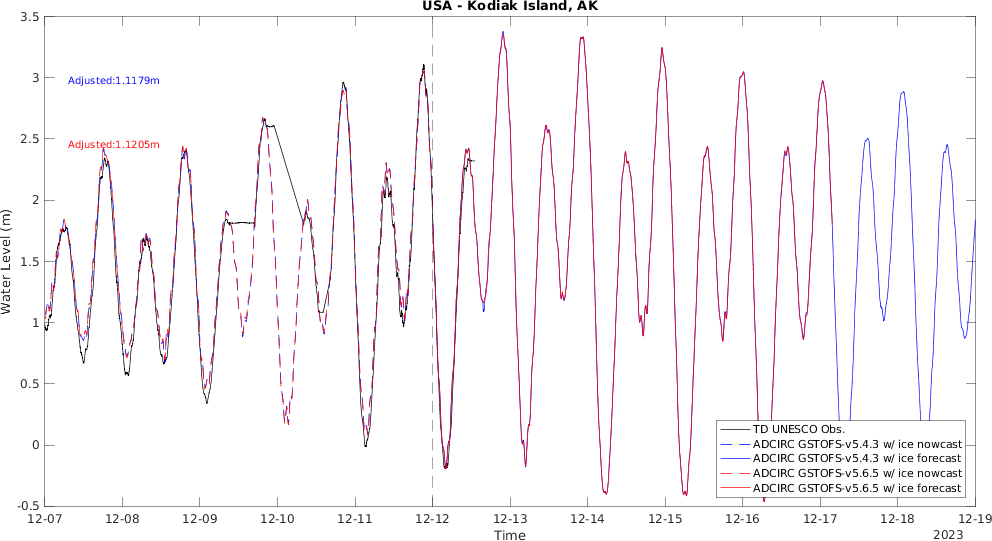 USA - Kodiak Island, AK
3.5
3
2.5
2
1.5
1
0.5
0
-0.5
Water Level (m)
Adjusted:1.1179m
Adjusted:1.1205m
TD UNESCO Obs.
ADCIRC GSTOFS-v5.4.3 w/ ice nowcast
ADCIRC GSTOFS-v5.4.3 w/ ice forecast
ADCIRC GSTOFS-v5.6.5 w/ ice nowcast
ADCIRC GSTOFS-v5.6.5 w/ ice forecast
12-07 12-08 12-09 12-10 12-11 12-12 12-13 12-14 12-15 12-16 12-17 12-18 12-19
Time
2023